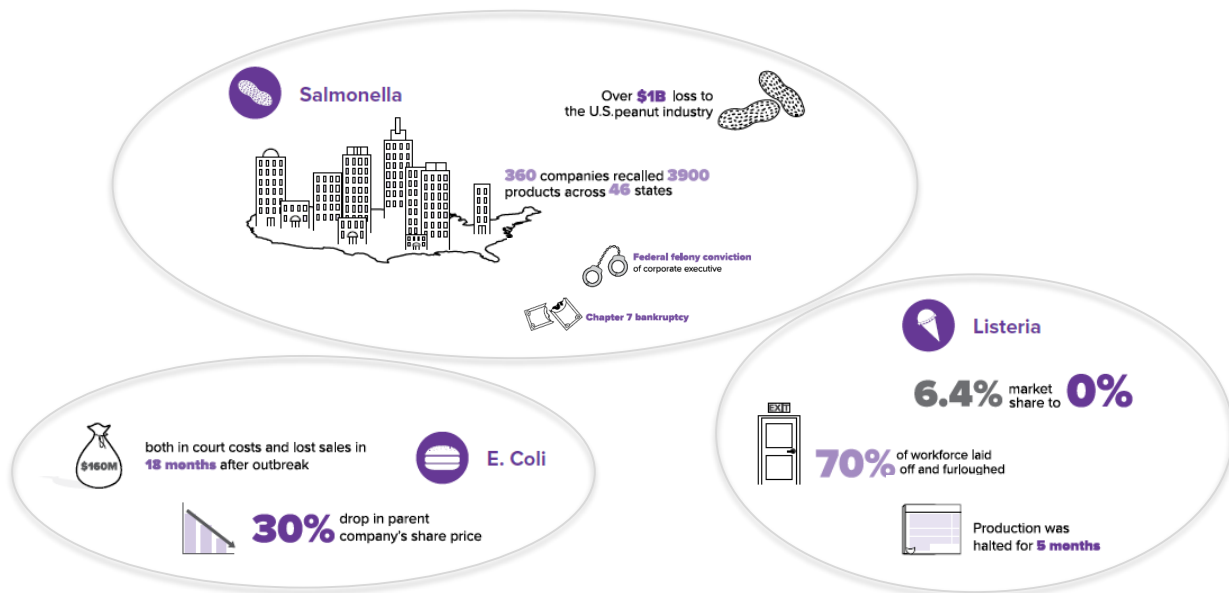 Salmonella
Over $1B loss to
the U.S.peanut industry
360 companies recalled 3900
products across 46 states
Federal felony conviction
of corporate executive
Chapter 7 bankruptcy
Listeria
6.4% market
share to 0%
EXIT
70% of workforce laid
off and furloughed
Production was
halted for 5 months
$160M
both in court costs and lost sales in
18 months after outbreak
E. Coli
30% drop in parent
company's share price